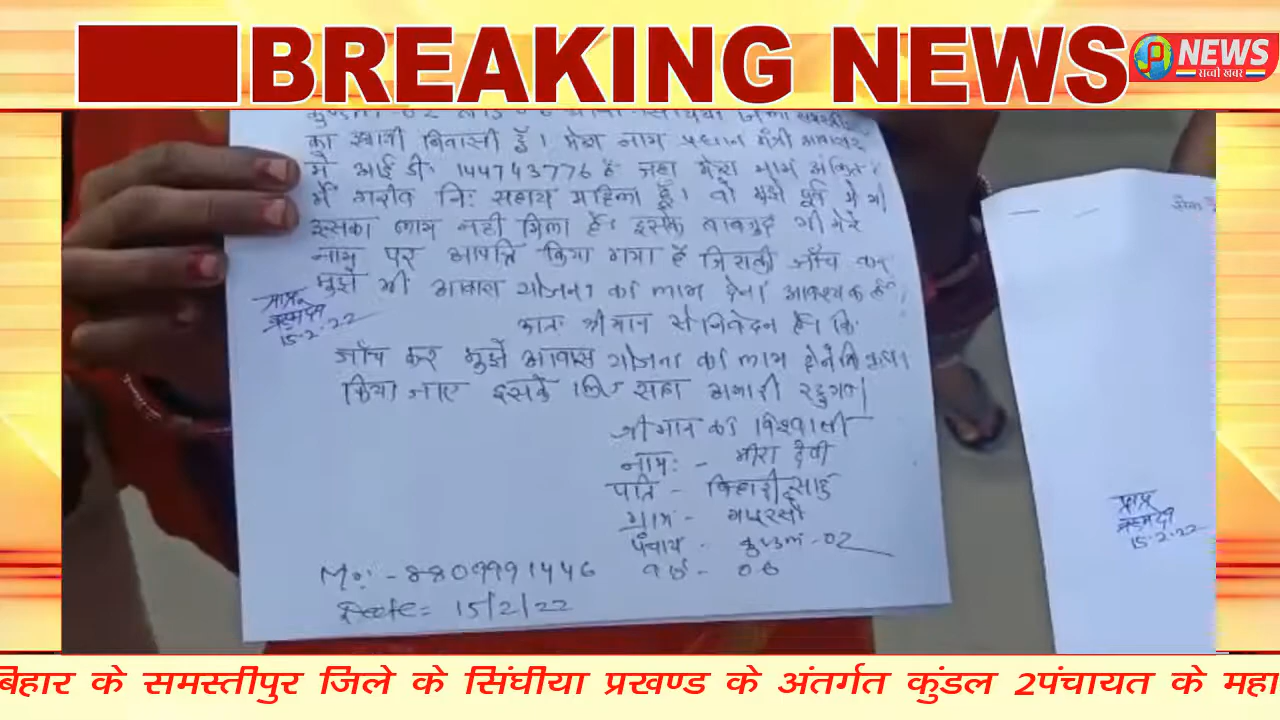 BREAKING NEWS
P NEWS
सच्ची खबर
का स्थायी निवासी हूँ। मेरा नाम प्रधान मंत्री आवास
में आई डी. 144743776 है जहा मेरा नाम अंकित
मैं गरीब नि: सहाय महिला हूँ। जो मुझे पूर्व मे भी
इसका लाभ नही मिला है। इसके बावजुद भी मेरे
नाम पर आपत्ति किया गया है जिसकी जाँच कर
मुझे भी आवास योजना का लाभ देना आवश्यक है।
अतः श्रीमान से निवेदन है। कि
जाँच कर मुझे आवास योजना का लाभ देने कि कृपा
किया जाए इसके लिए सदा आभारी रहुगा।
श्रीमान का विश्वासी
नाम: - मीरा देवी
पति -
ग्राम -
पंचायत - कुण्डल-02
वार्ड - 06
Mo: - 8809991446
Date = 15/2/22
15-2-22
15-2-22
बिहार के समस्तीपुर जिले के सिंघीया प्रखण्ड के अंतर्गत कुंडल 2पंचायत के महा